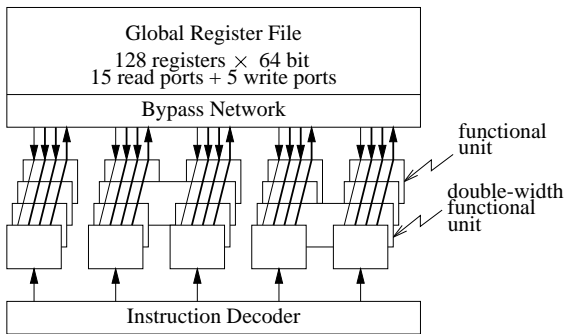 Global Register File
128 registers × 64 bit
15 read ports + 5 write ports
Bypass Network
functional
unit
double-width
functional
unit
Instruction Decoder